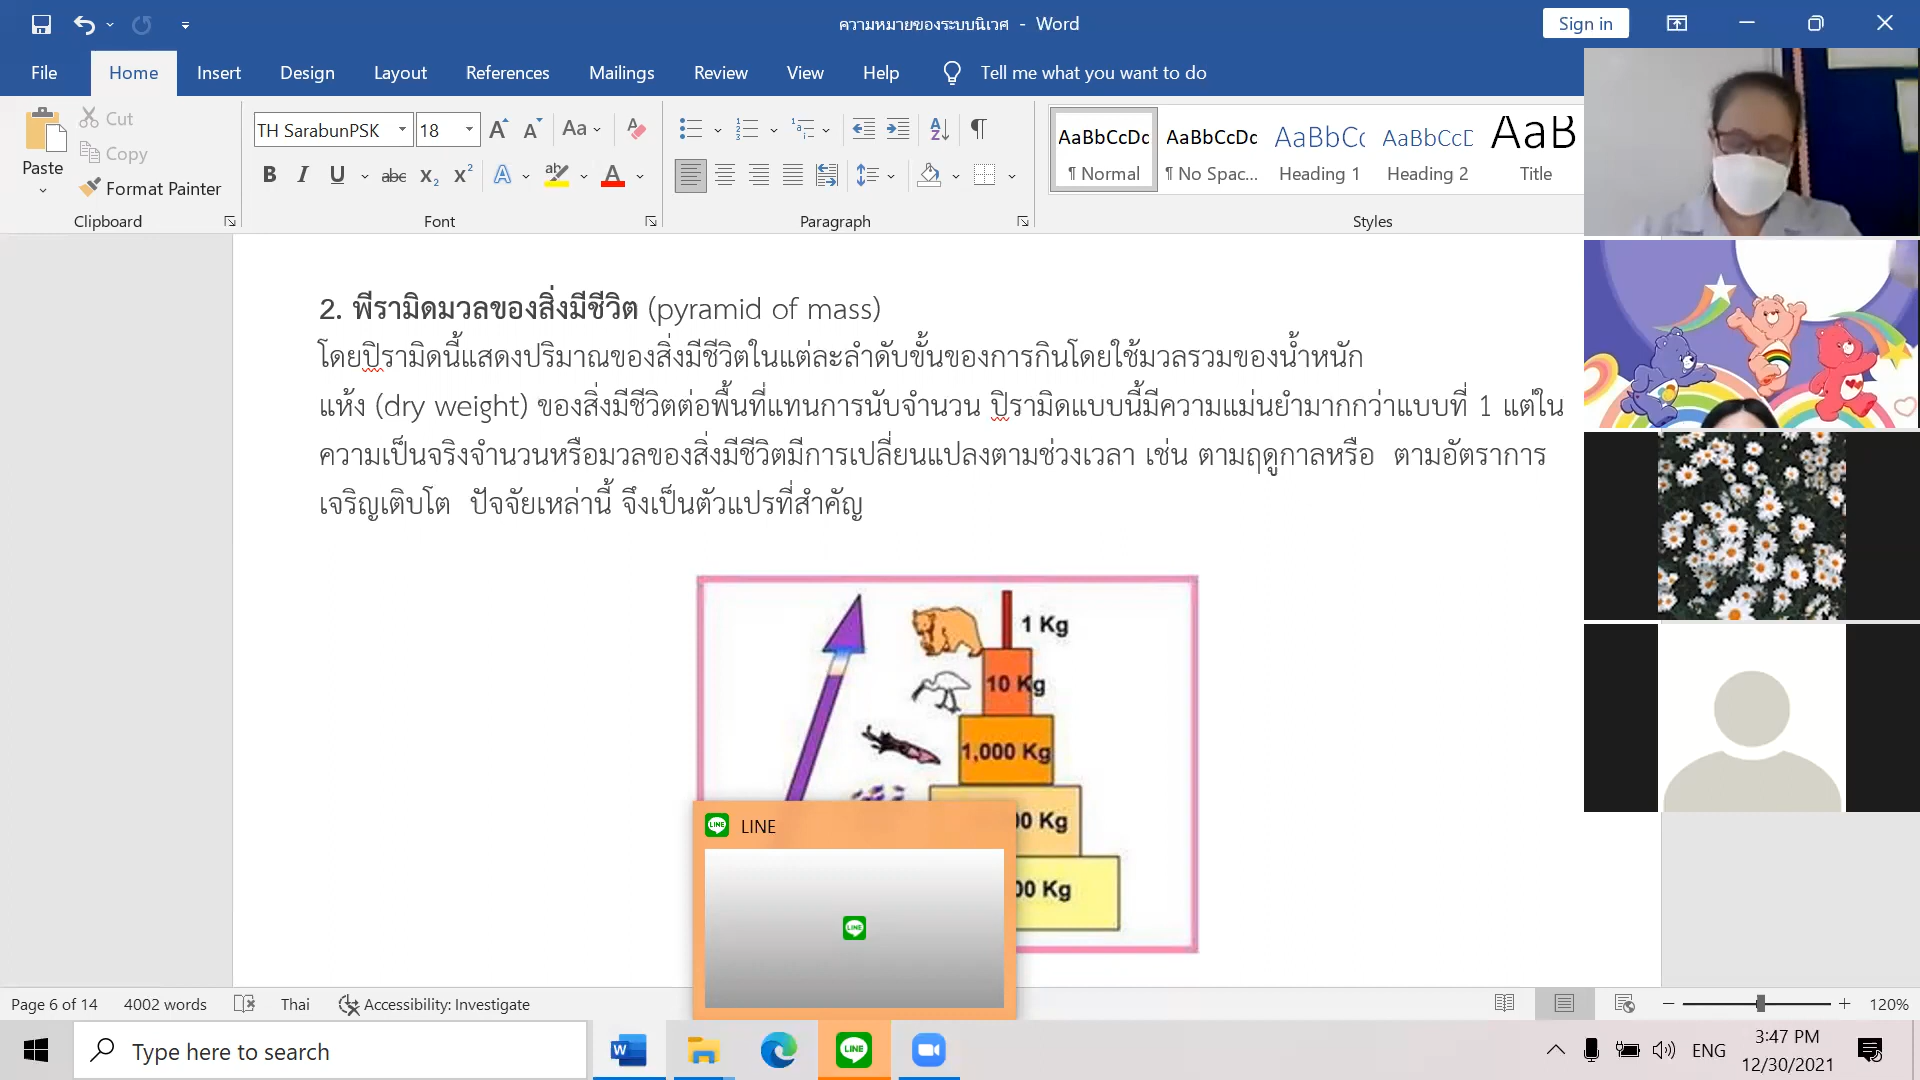 ความหมายของระบบนิเวศ - Word
Sign in
File Home Insert Design Layout References Mailings Review View Help Tell me what you want to do
Paste
Cut
Copy
Format Painter
Clipboard
TH SarabunPSK 18
Font
Paragraph
AaBbCcDc AaBbCcDc AaBbCc AaBbCcD AaB
¶ Normal ¶ No Spac... Heading 1 Heading 2 Title
Styles
2. พีรามิดมวลของสิ่งมีชีวิต (pyramid of mass)
โดยปิรามิดนี้แสดงปริมาณของสิ่งมีชีวิตในแต่ละลำดับขั้นของการกินโดยใช้มวลรวมของน้ำหนัก
แห้ง (dry weight) ของสิ่งมีชีวิตต่อพื้นที่แทนการนับจำนวน ปิรามิดแบบนี้มีความแม่นยำมากกว่าแบบที่ 1 แต่ใน
ความเป็นจริงจำนวนหรือมวลของสิ่งมีชีวิตมีการเปลี่ยนแปลงตามช่วงเวลา เช่น ตามฤดูกาลหรือ ตามอัตราการ
เจริญเติบโต ปัจจัยเหล่านี้ จึงเป็นตัวแปรที่สำคัญ
1 Kg
10 Kg
1,000 Kg
00 Kg
00 Kg
LINE
Page 6 of 14 4002 words Thai Accessibility: Investigate 120%
Type here to search
ENG
3:47 PM
12/30/2021